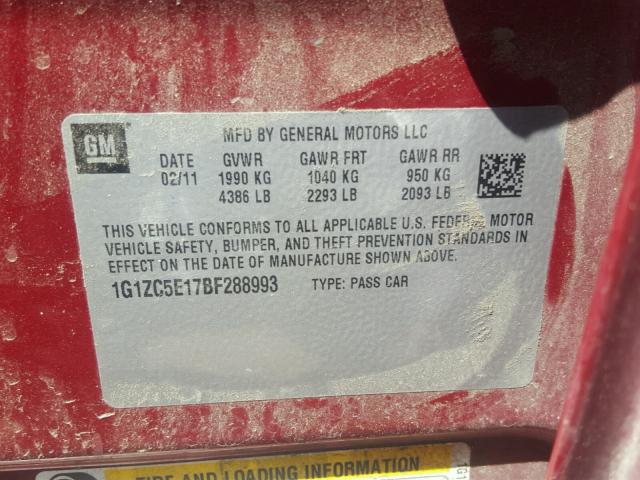 GM
MFD BY GENERAL MOTORS LLC
DATE GVWR GAWR FRT GAWR RR
02/11 1990 KG 1040 KG 950 KG
4386 LB 2293 LB 2093 LB
THIS VEHICLE CONFORMS TO ALL APPLICABLE U.S. FEDERAL MOTOR
VEHICLE SAFETY, BUMPER, AND THEFT PREVENTION STANDARDS IN
EFFECT ON THE DATE OF MANUFACTURE SHOWN ABOVE.
1G1ZC5E17BF288993 TYPE: PASS CAR
TIRE AND LOADING INFORMATION